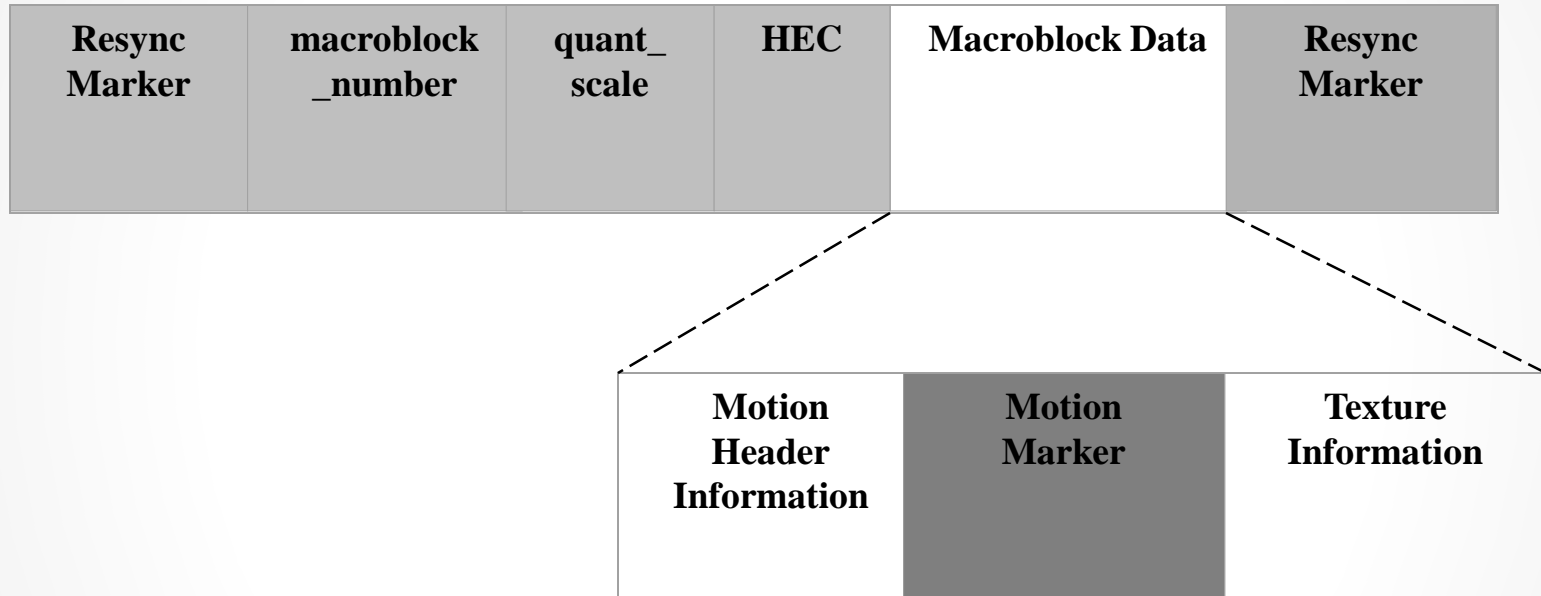 Resync
Marker
macroblock
_number
quant_
scale
HEC
Macroblock Data
Resync
Marker
Motion
Header
Information
Motion
Marker
Texture
Information